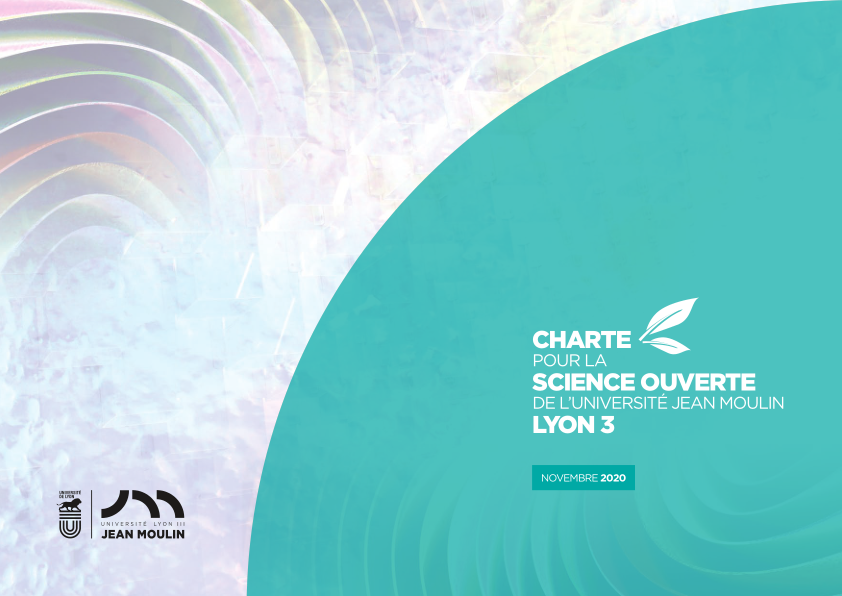 CHARTE
POUR LA
SCIENCE OUVERTE
DE L'UNIVERSITÉ JEAN MOULIN
LYON 3
NOVEMBRE 2020
UNIVERSITÉ
DE LYON
UNIVERSITÉ LYON III
JEAN MOULIN